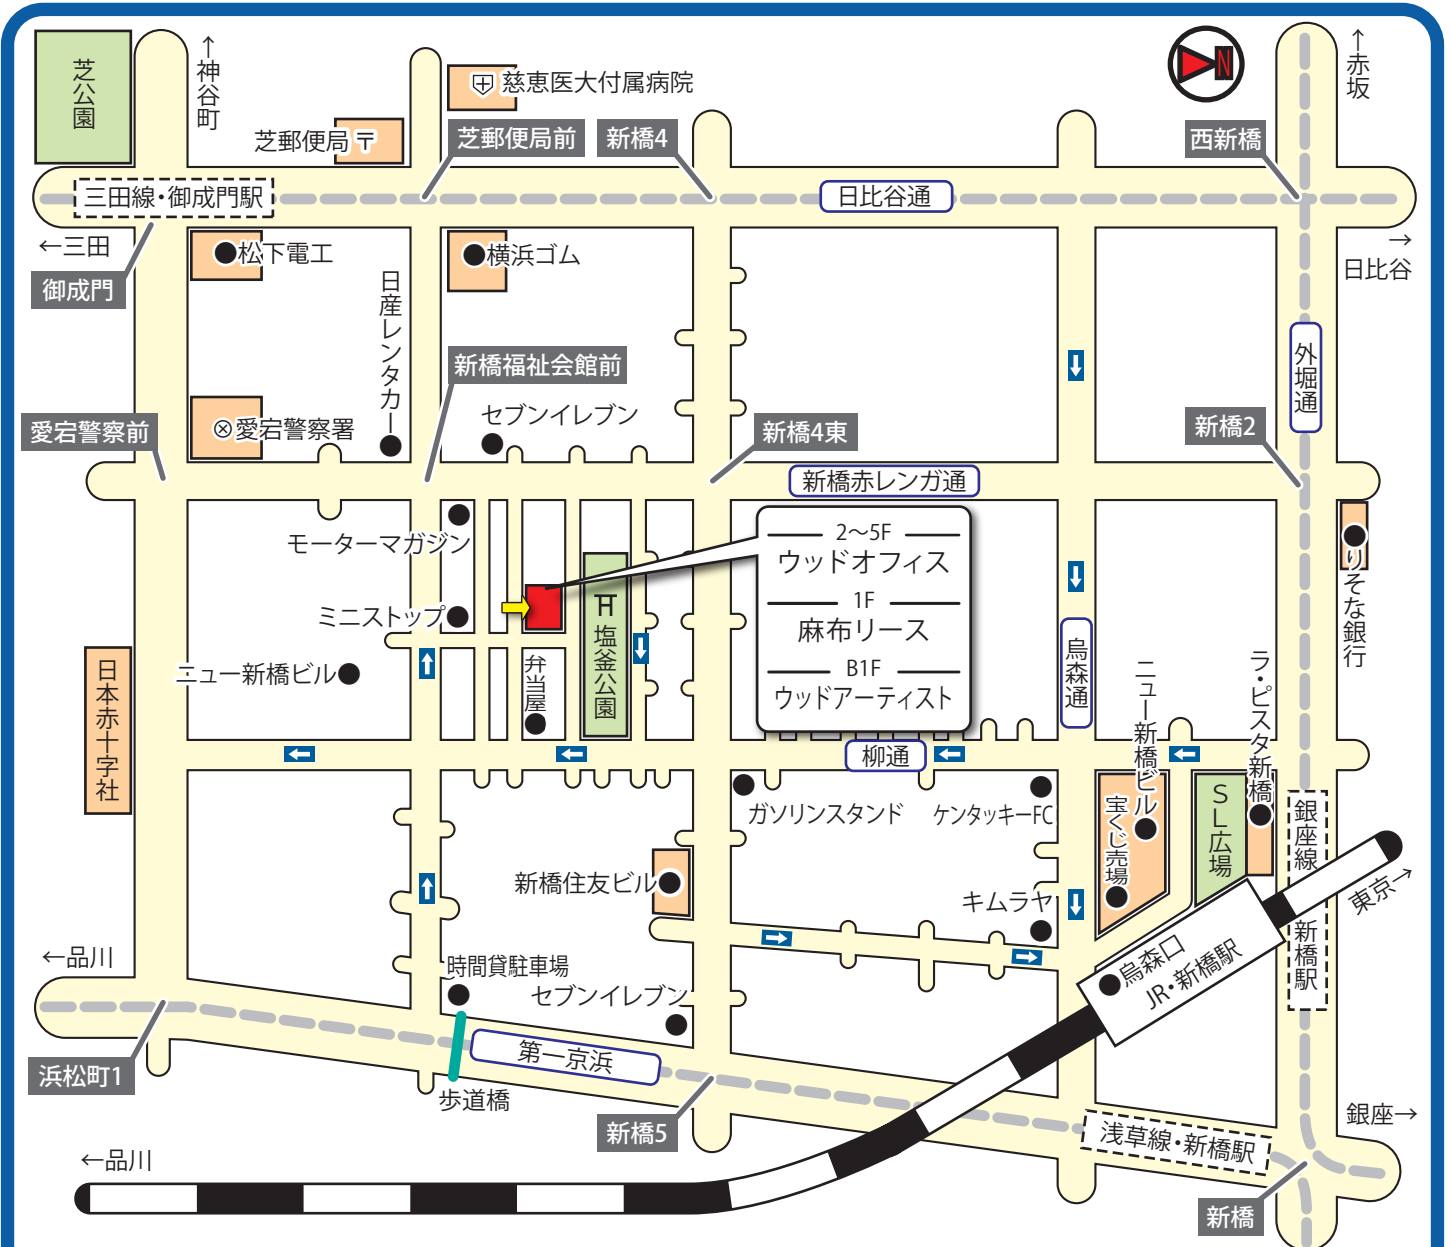 芝公園
↑神谷町
慈恵医大付属病院
N
↑赤坂
芝郵便局 〒
芝郵便局前
新橋4
西新橋
三田線・御成門駅
日比谷通
←三田
松下電工
横浜ゴム
→
日比谷
御成門
日産レンタカー
新橋福祉会館前
外堀通
セブンイレブン
愛宕警察前
愛宕警察署
新橋4東
新橋2
新橋赤レンガ通
モーターマガジン
2〜5F
ウッドオフィス
1F
麻布リース
B1F
ウッドアーティスト
りそな銀行
ミニストップ
塩釜公園
烏森通
日本赤十字社
ニュー新橋ビル
弁当屋
ニュー新橋ビル
ラ・ピスタ新橋
柳通
ガソリンスタンド
ケンタッキーFC
宝くじ売場
SL広場
銀座線
新橋駅
新橋住友ビル
キムラヤ
東京→
←品川
時間貸駐車場
セブンイレブン
烏森口
JR・新橋駅
浜松町1
第一京浜
歩道橋
新橋5
浅草線・新橋駅
銀座→
←品川
新橋